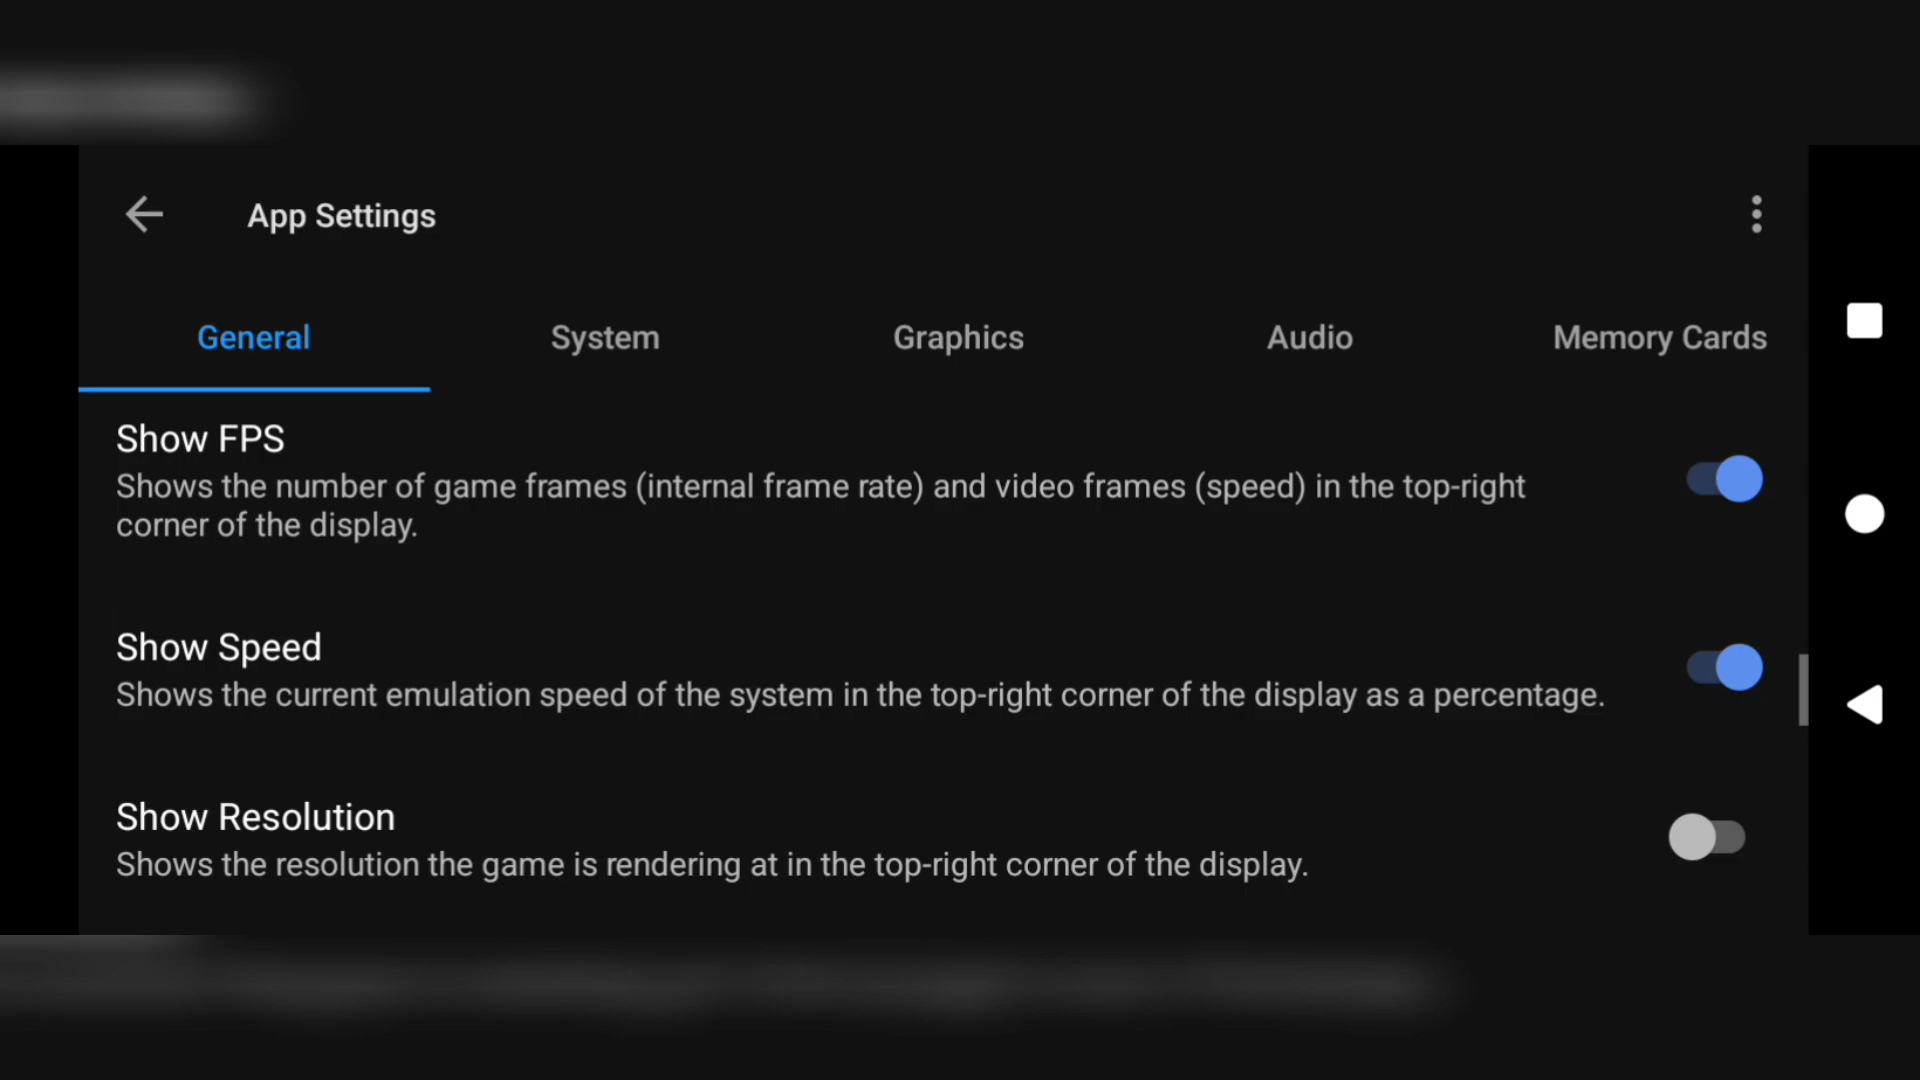 App Settings
General System Graphics Audio Memory Cards
Show FPS
Shows the number of game frames (internal frame rate) and video frames (speed) in the top-right
corner of the display.
Show Speed
Shows the current emulation speed of the system in the top-right corner of the display as a percentage.
Show Resolution
Shows the resolution the game is rendering at in the top-right corner of the display.